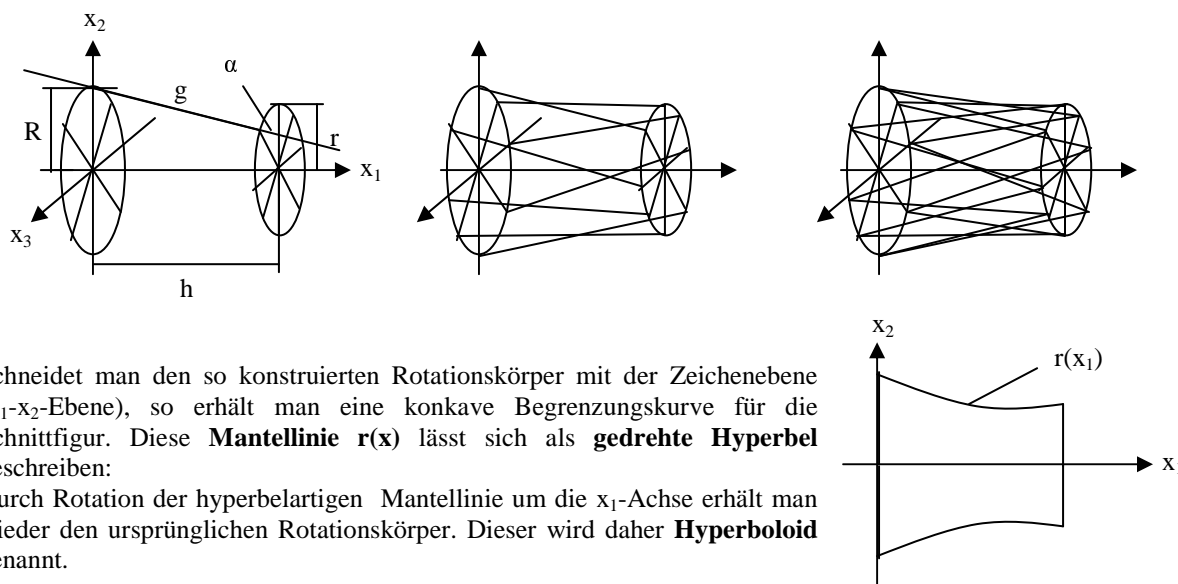 x2
α
g
R
r
x1
x3
h
x2
r(x1)
x
chneidet man den so konstruierten Rotationskörper mit der Zeichenebene
1-x2-Ebene), so erhält man eine konkave Begrenzungskurve für die
chnittfigur. Diese Mantellinie r(x) lässt sich als gedrehte Hyperbel
eschreiben:
urch Rotation der hyperbelartigen Mantellinie um die x1-Achse erhält man
ieder den ursprünglichen Rotationskörper. Dieser wird daher Hyperboloid
enannt.